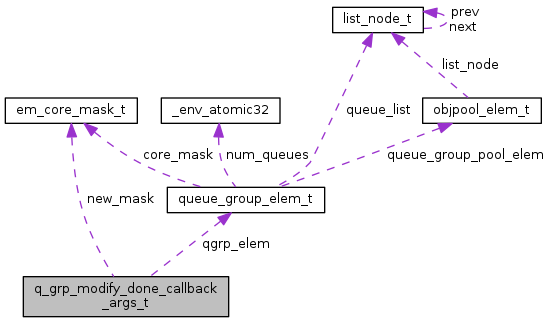 list_node_t
prev
next
list_node
em_core_mask_t
_env_atomic32
queue_list
objpool_elem_t
core_mask
num_queues
queue_group_pool_elem
new_mask
queue_group_elem_t
qgrp_elem
q_grp_modify_done_callback
_args_t